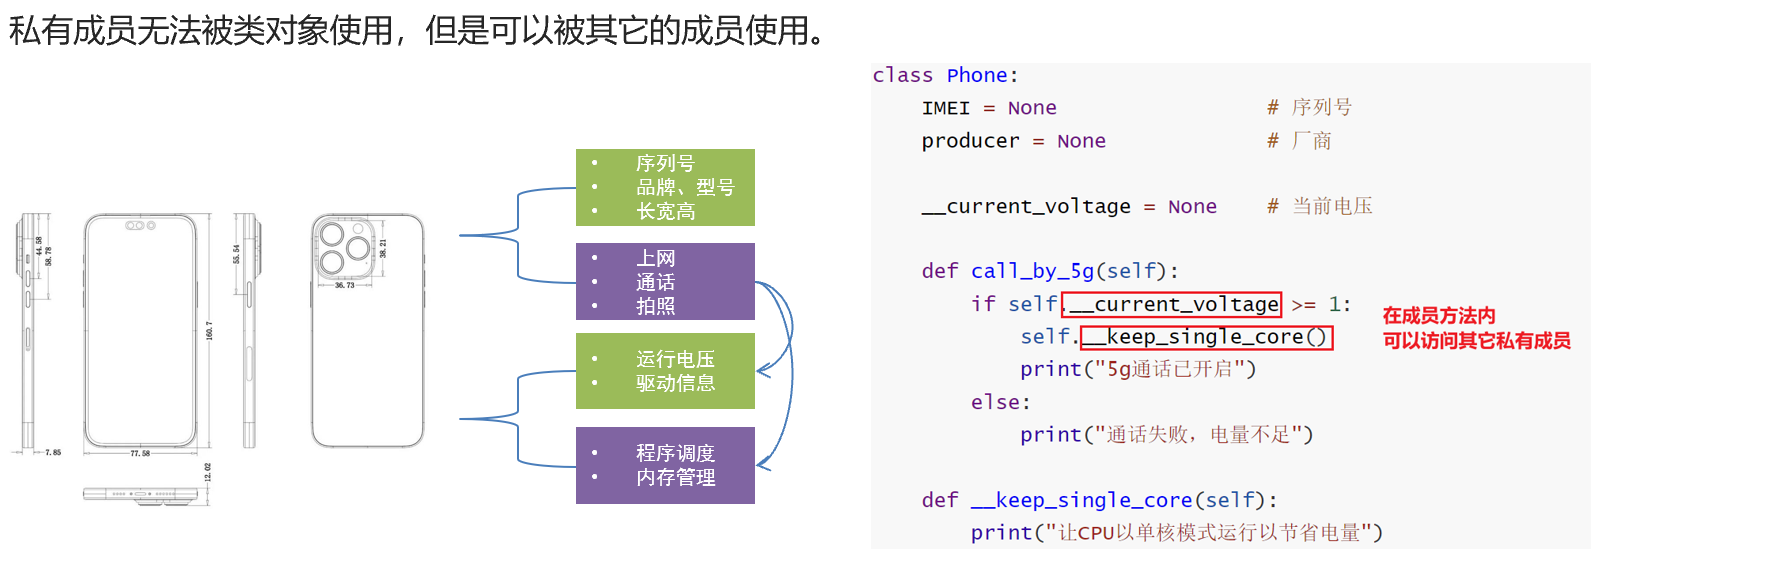 私有成员无法被类对象使用，但是可以被其它的成员使用。
44.58
58.78
160.7
7.85
77.58
12.02
55.54
38.21
36.73
• 序列号
• 品牌、型号
• 长宽高
• 上网
• 通话
• 拍照
• 运行电压
• 驱动信息
• 程序调度
• 内存管理
class Phone:
    IMEI = None                 # 序列号
    producer = None             # 厂商
    __current_voltage = None    # 当前电压
    def call_by_5g(self):
        if self.__current_voltage >= 1:
            self.__keep_single_core()
            print("5g通话已开启")
        else:
            print("通话失败，电量不足")
    def __keep_single_core(self):
        print("让CPU以单核模式运行以节省电量")
在成员方法内
可以访问其它私有成员